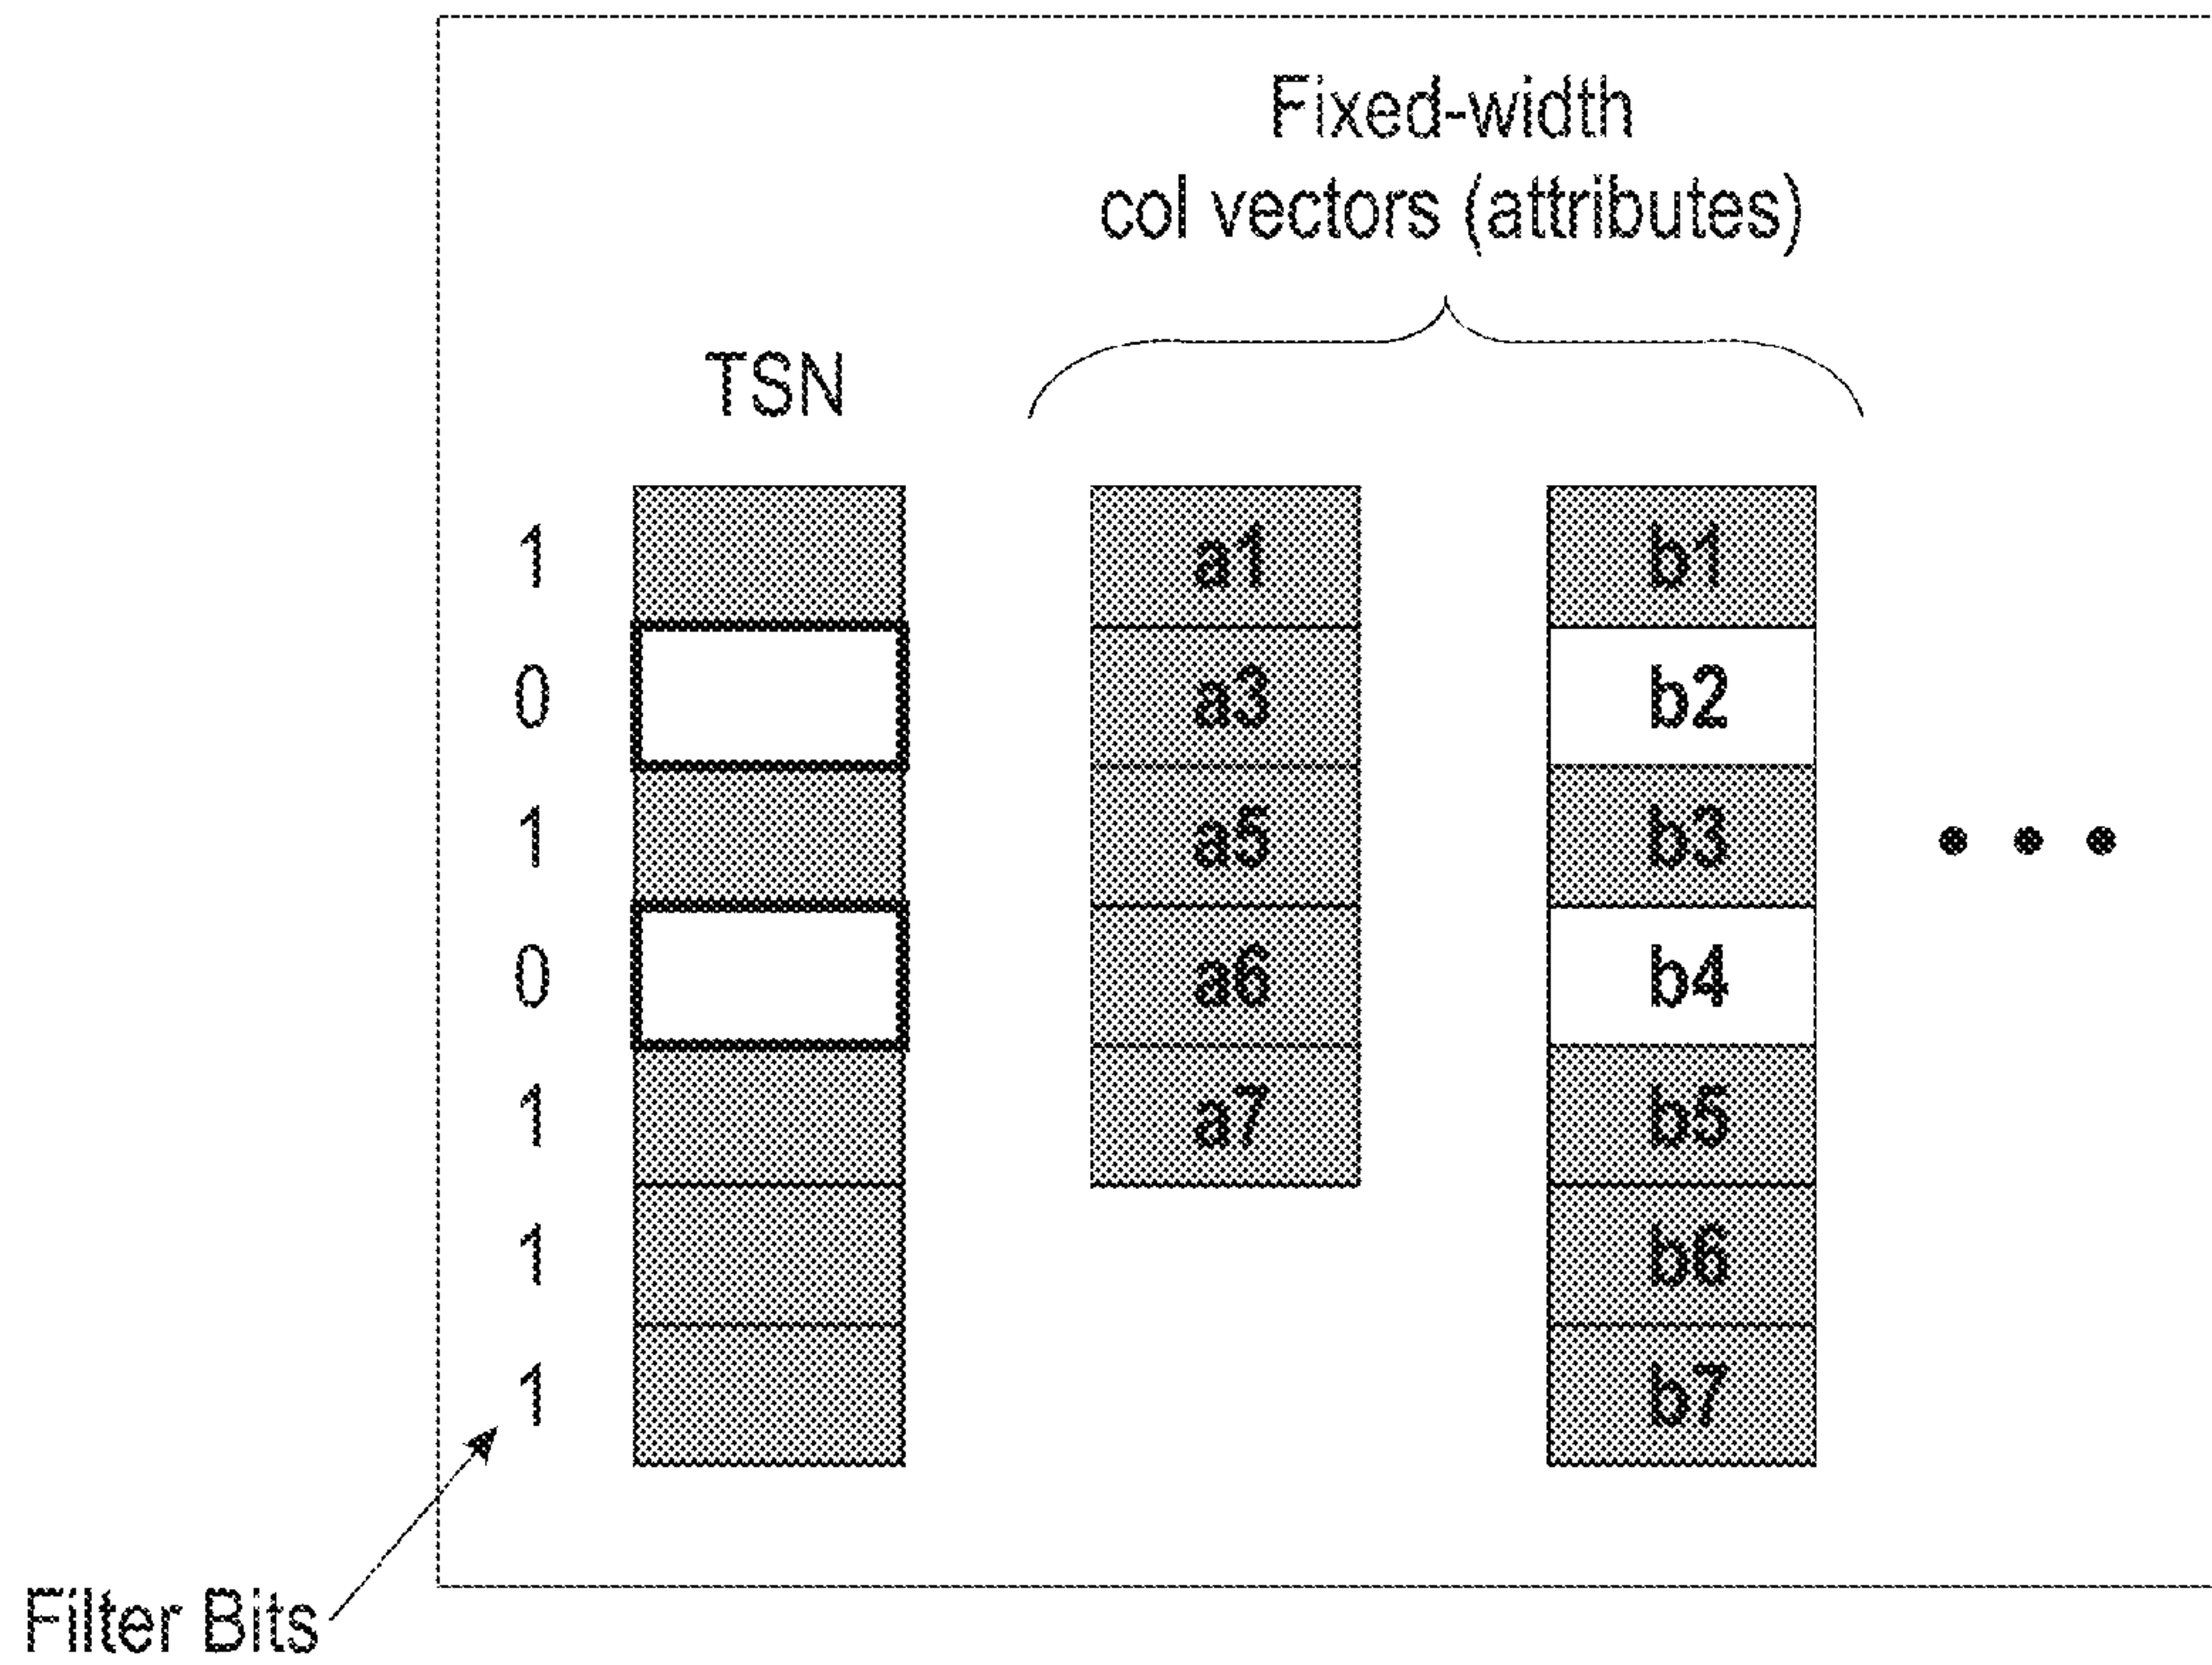 Fixed-width
col vectors (attributes)
TSN
1 a1 b1
0 a3 b2
1 a5 b3
0 a6 b4
1 a7 b5
1 b6
1 b7
Filter Bits